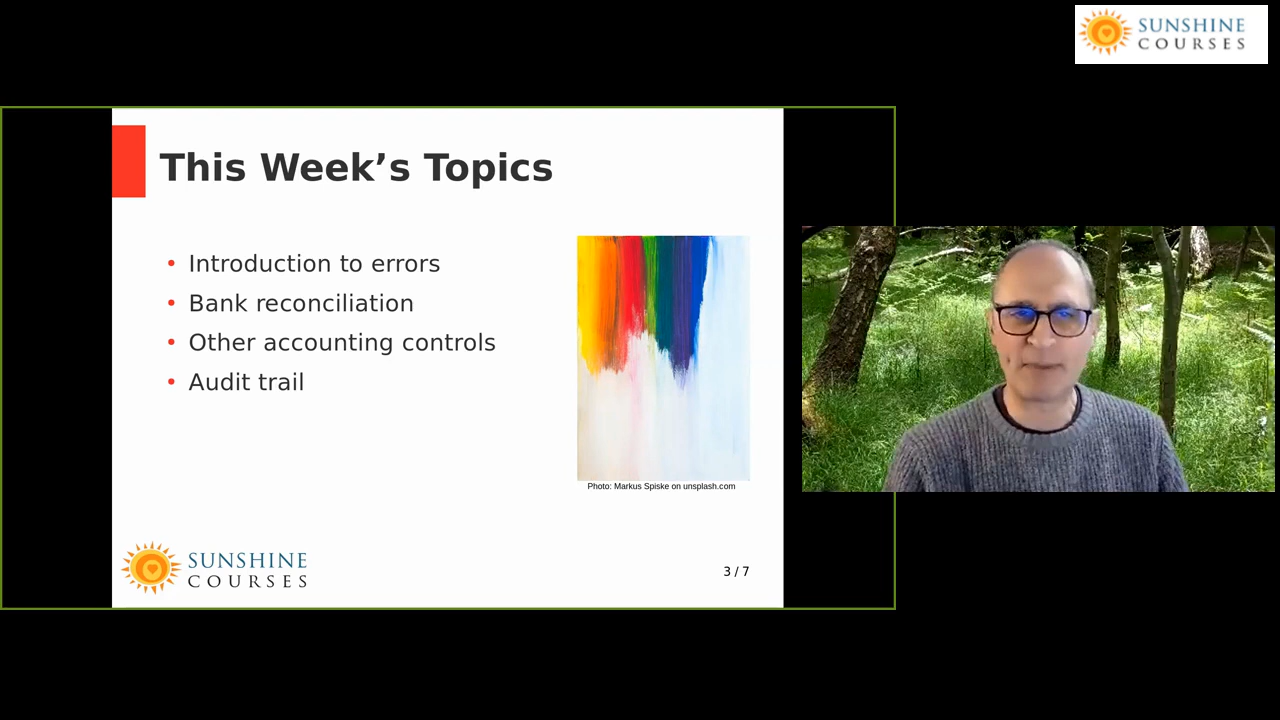 SUNSHINE
COURSES
This Week’s Topics
• Introduction to errors
• Bank reconciliation
• Other accounting controls
• Audit trail
Photo: Markus Spiske on unsplash.com
SUNSHINE
COURSES
3 / 7